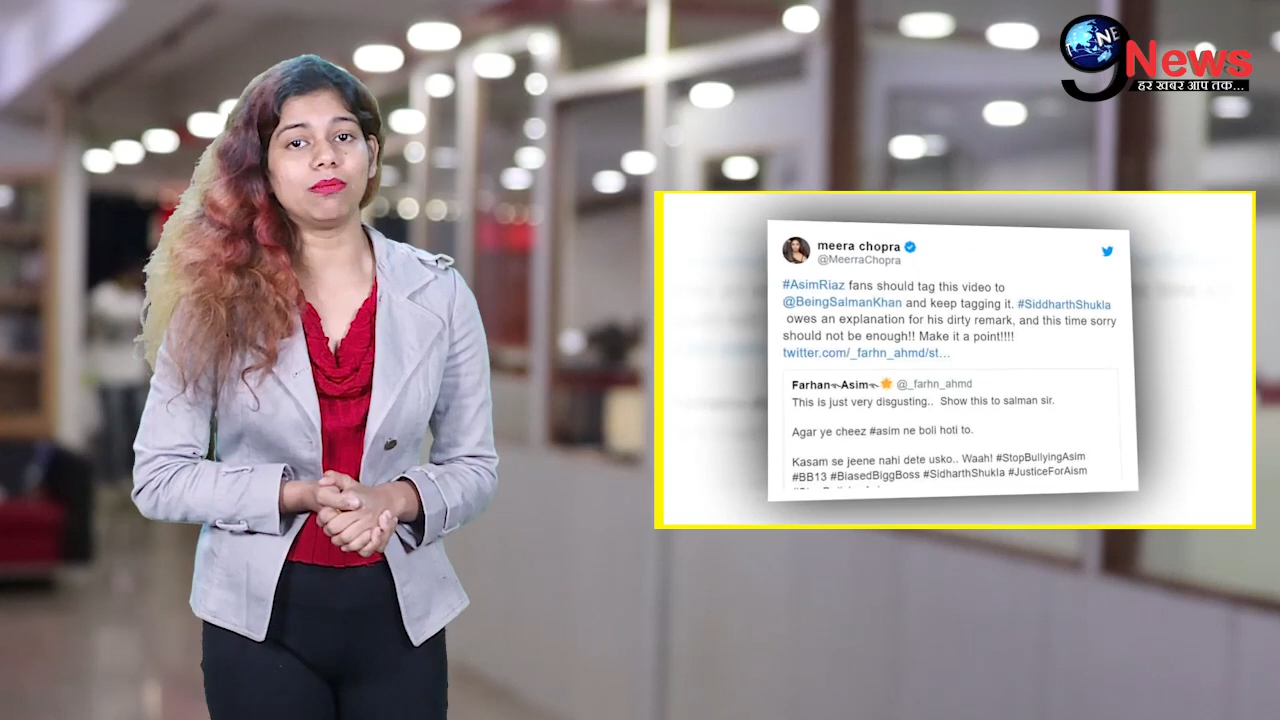 ONE
9 News
हर खबर आप तक...
meera chopra
@MeerraChopra
#AsimRiaz fans should tag this video to
@BeingSalmanKhan and keep tagging it. #SiddharthShukla
owes an explanation for his dirty remark, and this time sorry
should not be enough!! Make it a point!!!!
twitter.com/_farhn_ahmd/st…
Farhan Asim @_farhn_ahmd
This is just very disgusting.. Show this to salman sir.
Agar ye cheez #asim ne boli hoti to.
Kasam se jeene nahi dete usko.. Waah! #StopBullyingAsim
#BB13 #BiasedBiggBoss #SidharthShukla #JusticeForAism